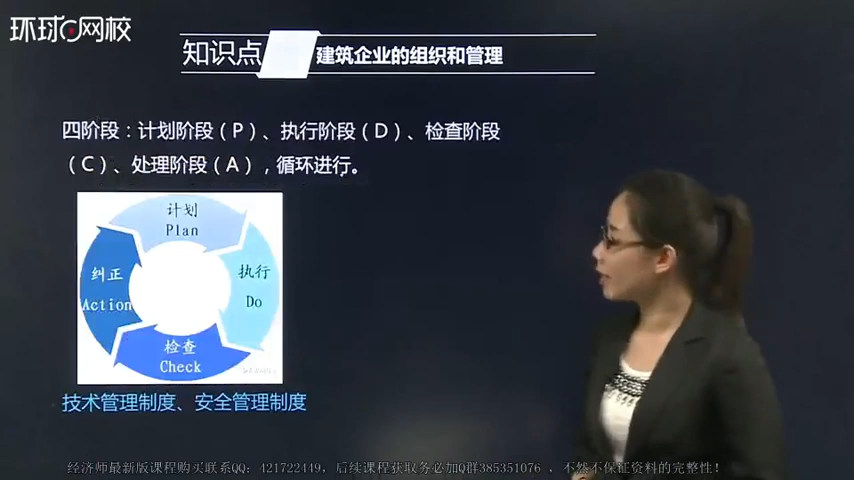 环球网校
知识点
建筑企业的组织和管理
四阶段：计划阶段（P）、执行阶段（D）、检查阶段
（C）、处理阶段（A），循环进行。
计划
Plan
纠正
Action
执行
Do
检查
Check
技术管理制度、安全管理制度
经济师最新版课程购买联系QQ：421722449，后续课程获取务必加Q群385351076 ，不然不保证资料的完整性！